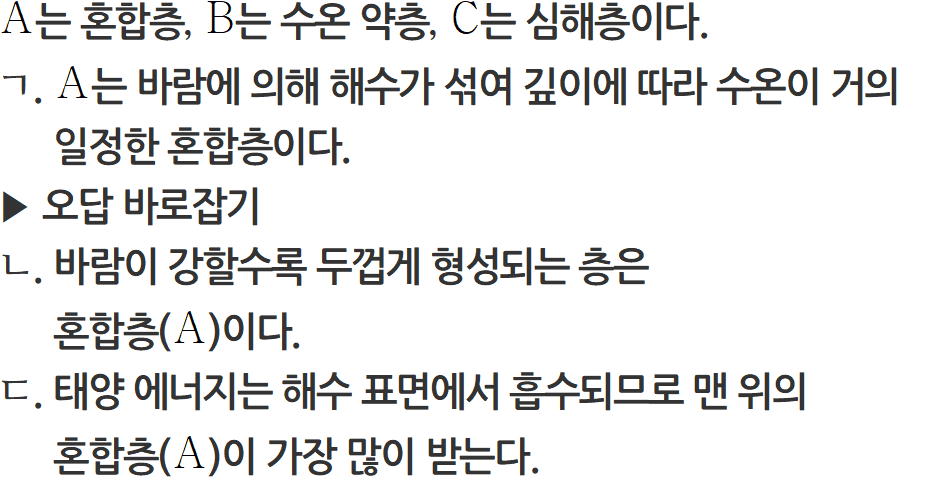 A는 혼합층, B는 수온 약층, C는 심해층이다.
ㄱ. A는 바람에 의해 해수가 섞여 깊이에 따라 수온이 거의
일정한 혼합층이다.
▶ 오답 바로잡기
ㄴ. 바람이 강할수록 두껍게 형성되는 층은
혼합층(A)이다.
ㄷ. 태양 에너지는 해수 표면에서 흡수되므로 맨 위의
혼합층(A)이 가장 많이 받는다.